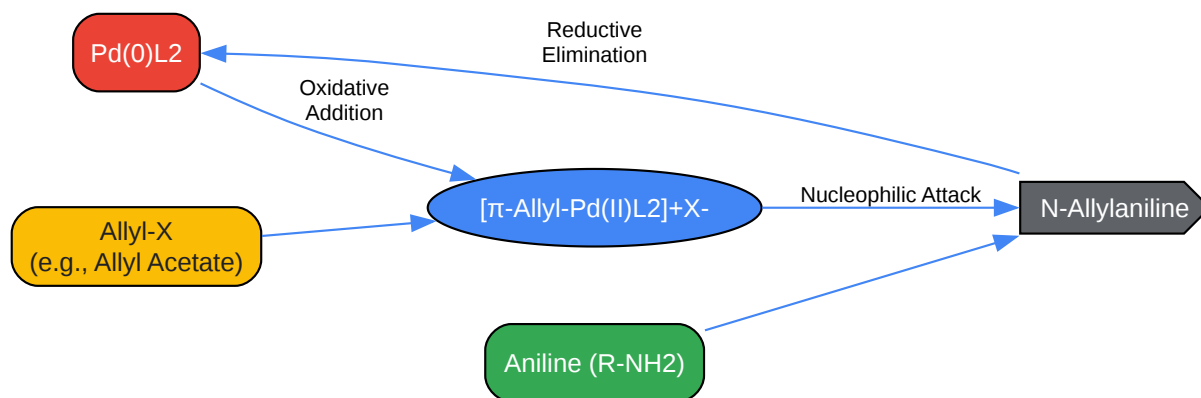 Reductive
Elimination
Pd(0)L2
Oxidative
Addition
[π-Allyl-Pd(II)L2]+X-
Nucleophilic Attack
N-Allylaniline
Allyl-X
(e.g., Allyl Acetate)
Aniline (R-NH2)